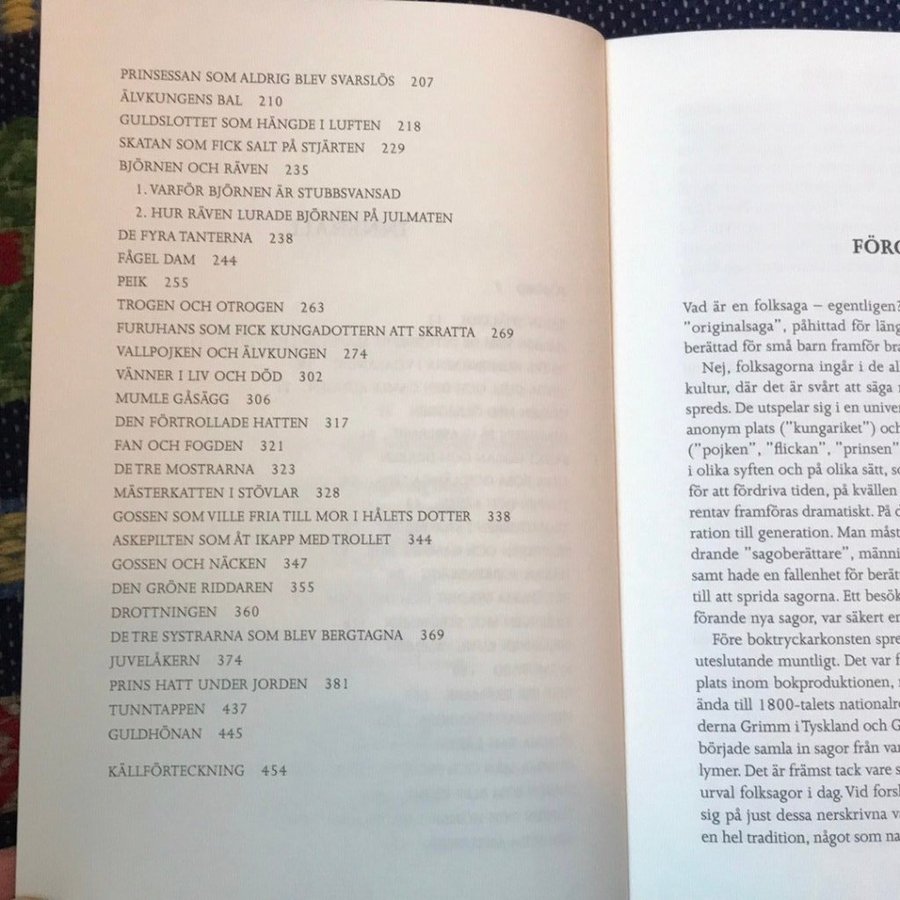 PRINSESSAN SOM ALDRIG BLEV SVARSLÖS 207
ÄLVKUNGENS BAL 210
GULDSLOTTET SOM HÄNGDE I LUFTEN 218
SKATAN SOM FICK SALT PÅ STJÄRTEN 229
BJÖRNEN OCH RÄVEN 235
1. VARFÖR BJÖRNEN ÄR STUBBSVANSAD
2. HUR RÄVEN LURADE BJÖRNEN PÅ JULMATEN
DE FYRA TANTERNA 238
FÅGEL DAM 244
PEIK 255
TROGEN OCH OTROGEN 263
FURUHANS SOM FICK KUNGADOTTERN ATT SKRATTA 269
VALLPOJKEN OCH ÄLVKUNGEN 274
VÄNNER I LIV OCH DÖD 302
MUMLE GÅSÄGG 306
DEN FÖRTROLLADE HATTEN 317
FAN OCH FOGDEN 321
DE TRE MOSTRARNA 323
MÄSTERKATTEN I STÖVLAR 328
GOSSEN SOM VILLE FRIA TILL MOR I HÅLETS DOTTER 338
ASKEPILTEN SOM ÅT IKAPP MED TROLLET 344
GOSSEN OCH NÄCKEN 347
DEN GRÖNE RIDDAREN 355
DROTTNINGEN 360
DE TRE SYSTRARNA SOM BLEV BERGTAGNA 369
JUVELÅKERN 374
PRINS HATT UNDER JORDEN 381
TUNNTAPPEN 437
GULDHÖNAN 445
KÄLLFÖRTECKNING 454
Vad är en folksaga – egentligen?
"originalsaga", påhittad för läng
berättad för små barn framför bra
Nej, folksagorna ingår i de al
kultur, där det är svårt att säga
spreds. De utspelar sig i en univer
anonym plats ("kungariket") och
("pojken", "flickan", "prinsen"
i olika syften och på olika sätt, so
för att fördriva tiden, på kvällen
rentav framföras dramatiskt. På d
ration till generation. Man måst
drande "sagoberättare", männi
samt hade en fallenhet för berät
till att sprida sagorna. Ett besök
förande nya sagor, var säkert en
Före boktryckarkonsten spre
uteslutande muntligt. Det var f
plats inom bokproduktionen,
ända till 1800-talets nationalro
derna Grimm i Tyskland och G
började samla in sagor från var
lymer. Det är främst tack vare s
urval folksagor i dag. Vid forsk
sig på just dessa nerskrivna va
en hel tradition, något som na